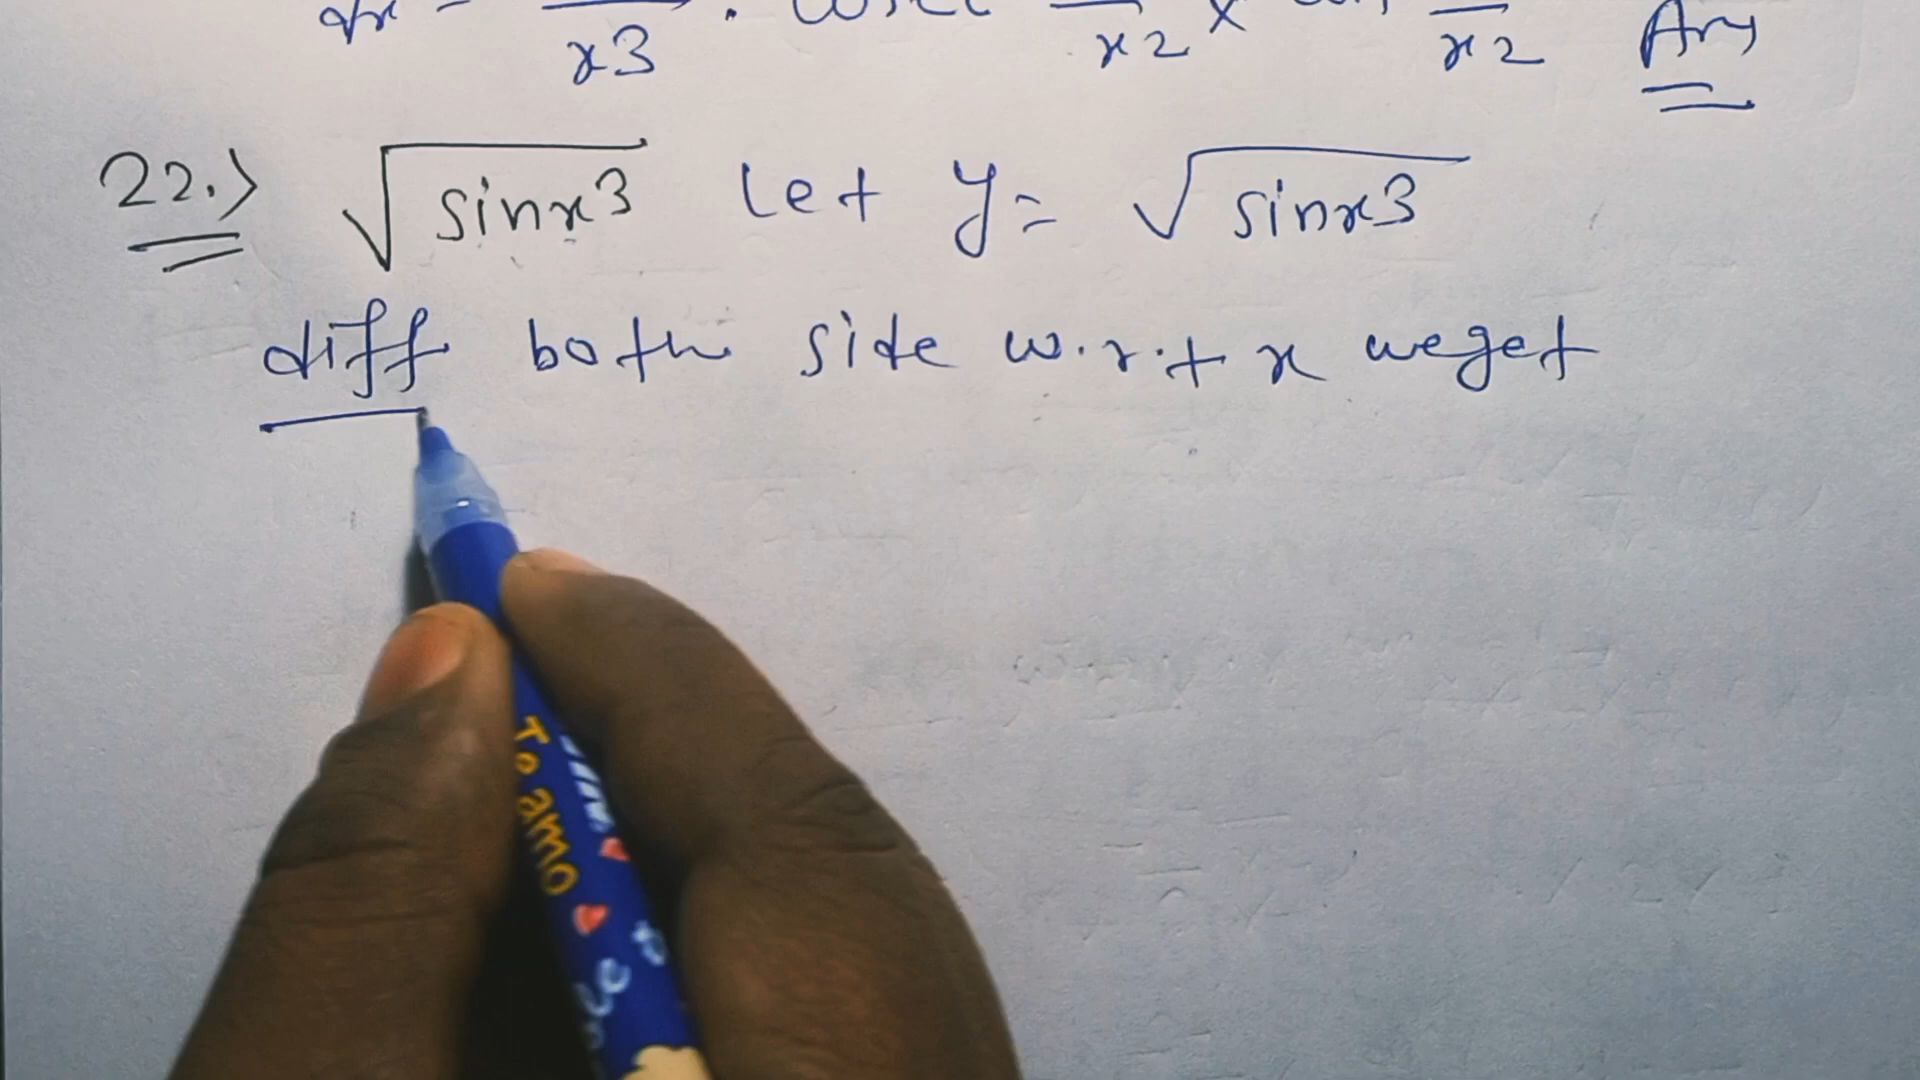 x3 x2 x x2 Ans
22.) √sinx3 let y= √sinx3
diff both side w.r.t x weget
To amo